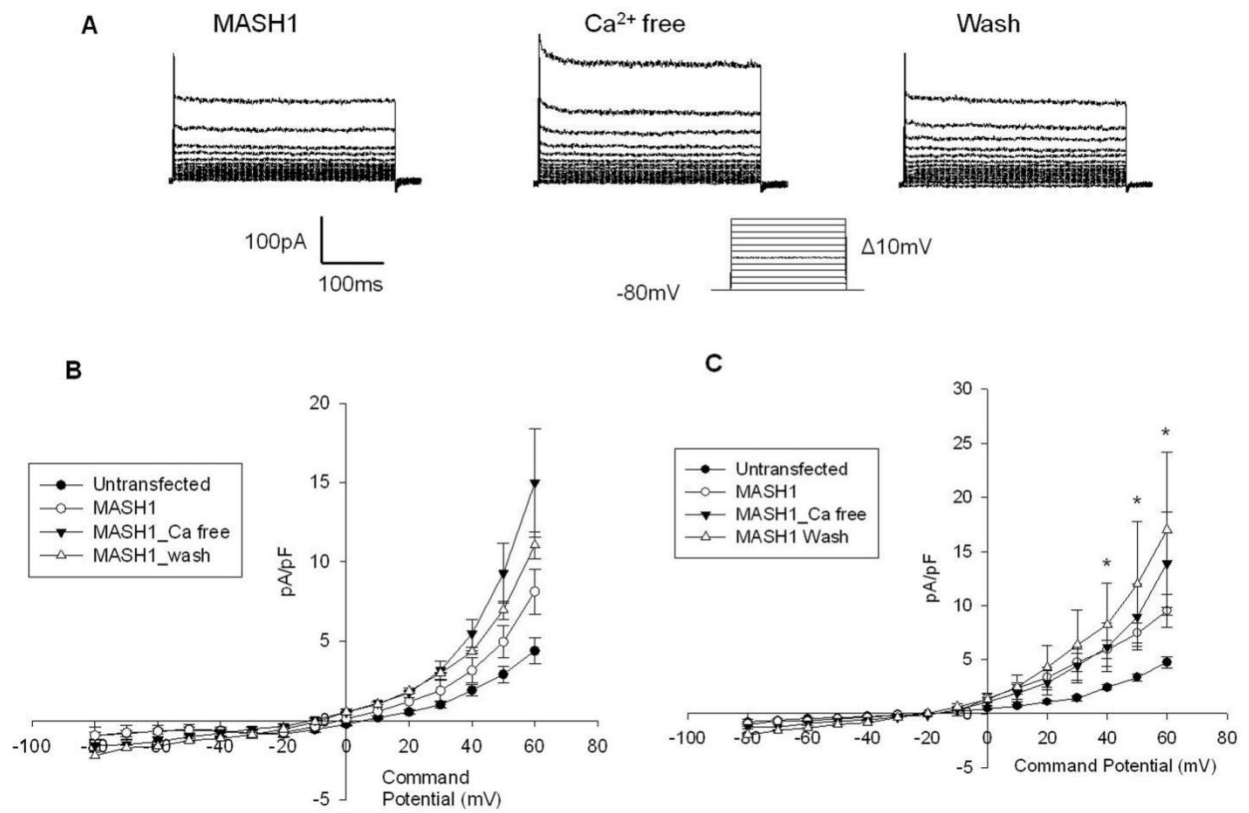 A
MASH1
Ca²⁺ free
Wash
100pA
100ms
-80mV
Δ10mV
B
Untransfected
MASH1
MASH1_Ca free
MASH1_wash
pA/pF
20
15
10
5
-5
-100 -80 -60 -40 -20 0 20 40 60 80
Command
Potential (mV)
C
Untransfected
MASH1
MASH1_Ca free
MASH1 Wash
pA/pF
30
25
20
15
10
5
-5
* * *
-100 -80 -60 -40 -20 0 20 40 60 80
Command Potential (mV)